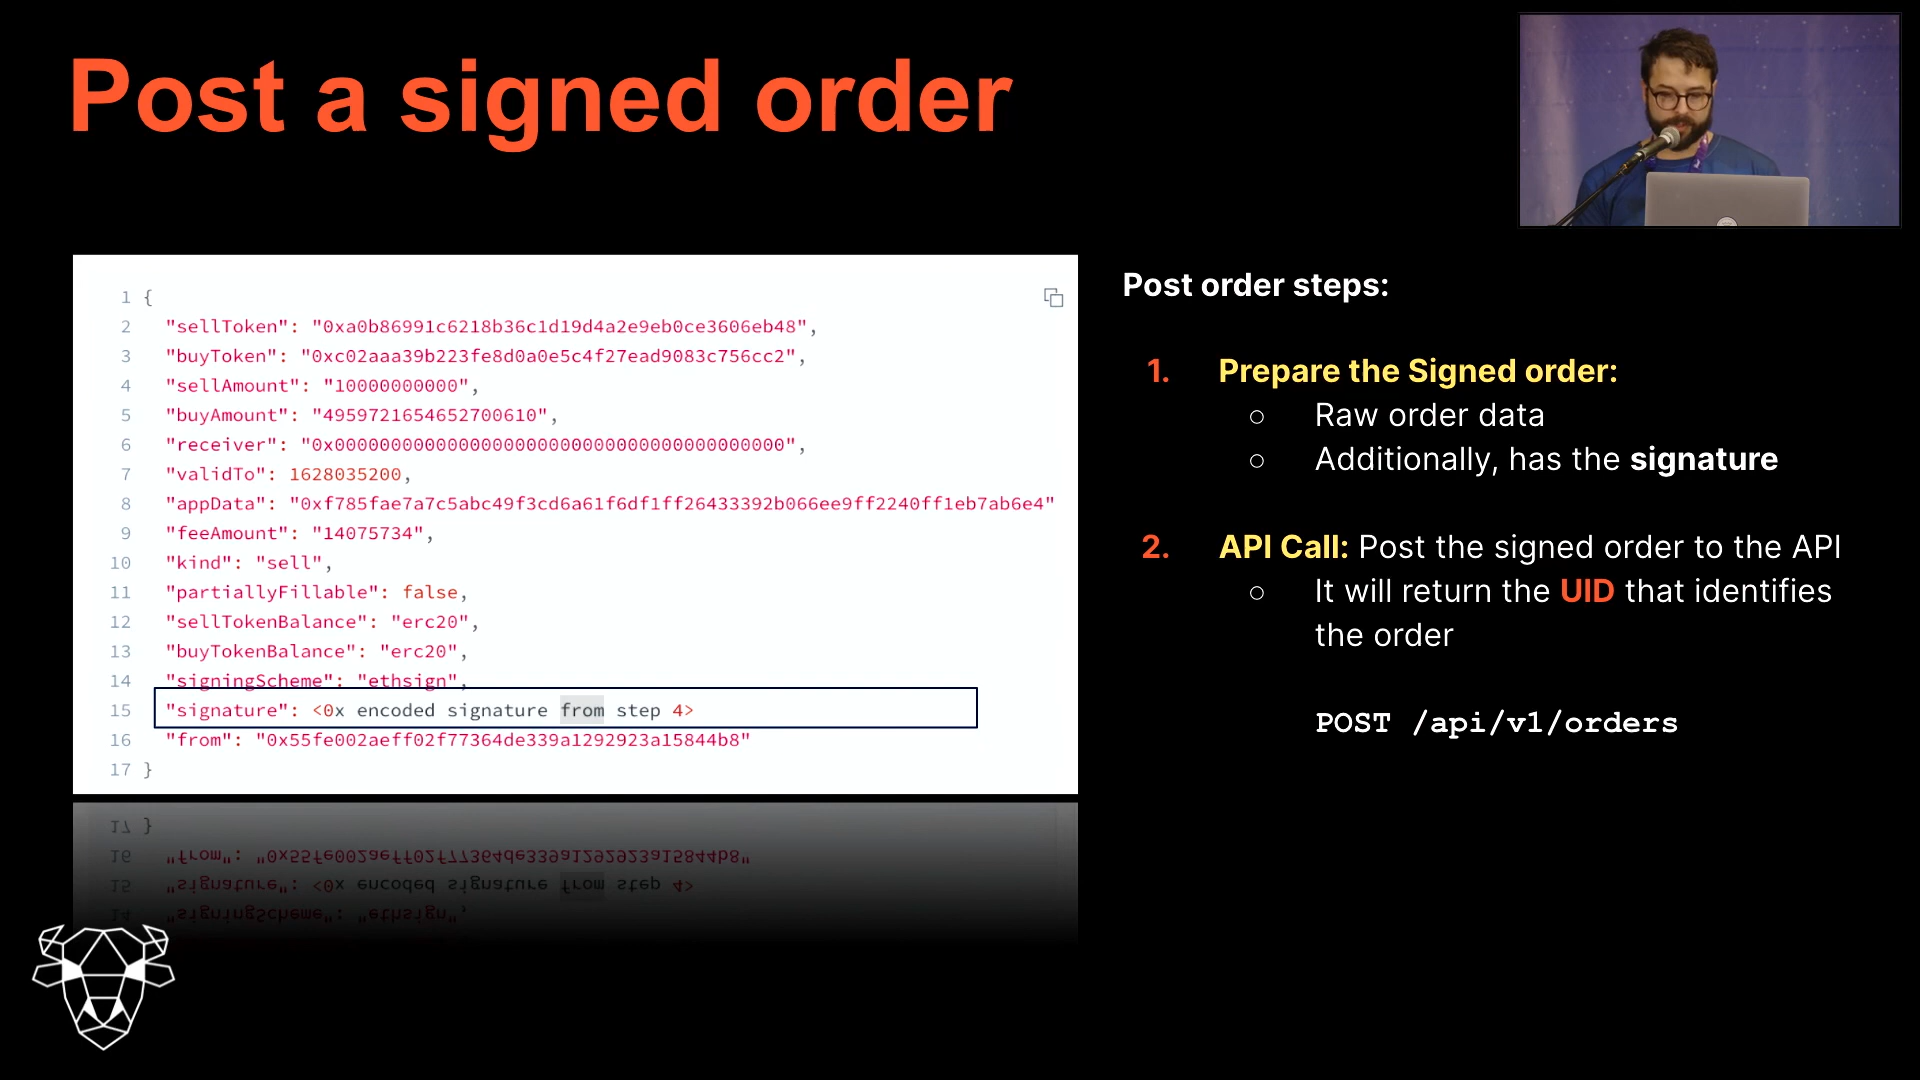 Post a signed order
1 {
2 "sellToken": "0xa0b86991c6218b36c1d19d4a2e9eb0ce3606eb48",
3 "buyToken": "0xc02aaa39b223fe8d0a0e5c4f27ead9083c756cc2",
4 "sellAmount": "10000000000",
5 "buyAmount": "4959721654652700610",
6 "receiver": "0x0000000000000000000000000000000000000000",
7 "validTo": 1628035200,
8 "appData": "0xf785fae7a7c5abc49f3cd6a61f6df1ff26433392b066ee9ff2240ff1eb7ab6e4"
9 "feeAmount": "14075734",
10 "kind": "sell",
11 "partiallyFillable": false,
12 "sellTokenBalance": "erc20",
13 "buyTokenBalance": "erc20",
14 "signingScheme": "ethsign",
15 "signature": <0x encoded signature from step 4>
16 "from": "0x55fe002aeff02f77364de339a1292923a15844b8"
17 }
Post order steps:
1. Prepare the Signed order:
○ Raw order data
○ Additionally, has the signature
2. API Call: Post the signed order to the API
○ It will return the UID that identifies
the order
POST /api/v1/orders